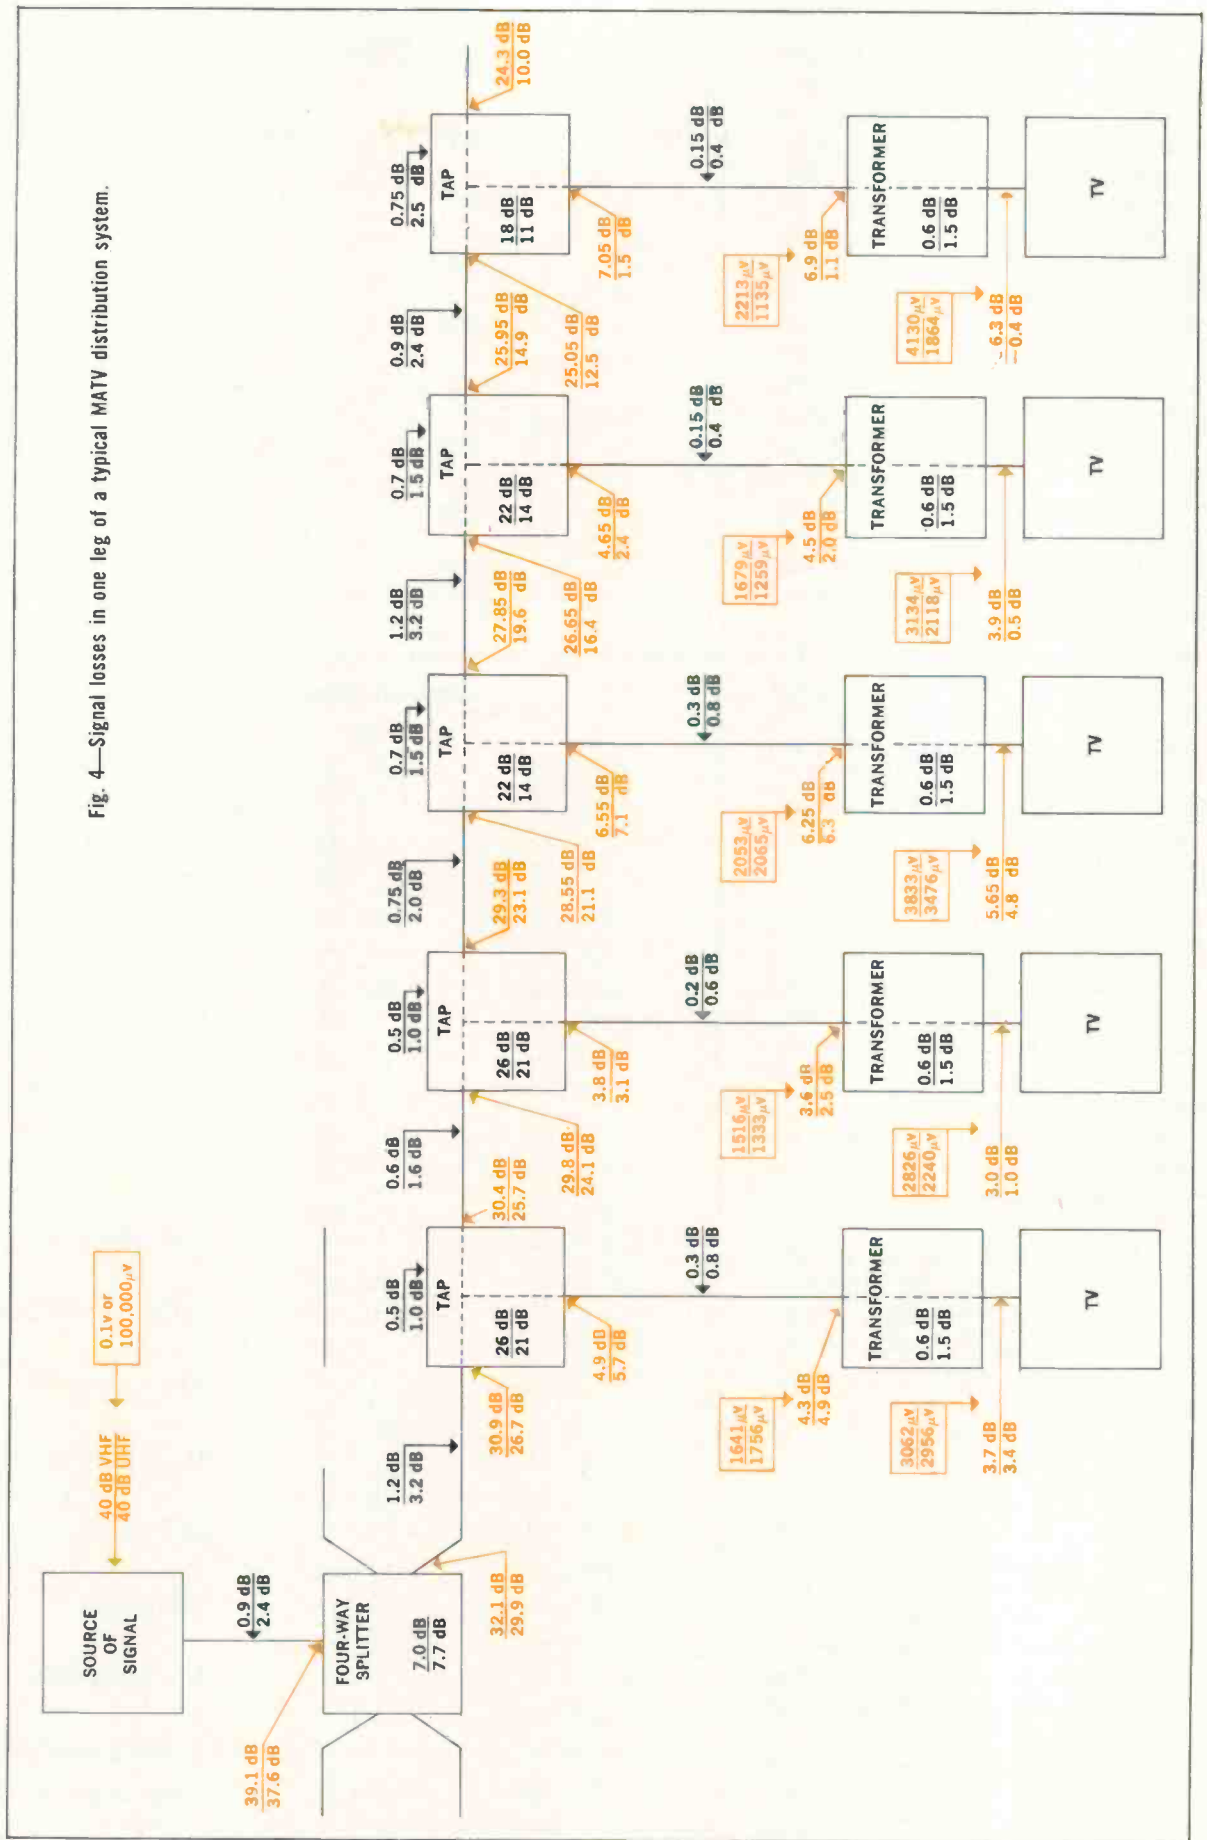 Fig. 4—Signal losses in one leg of a typical MATV distribution system.
SOURCE
OF
SIGNAL
40 dB VHF
40 dB UHF
0.1v or
100,000μv
0.9 dB
2.4 dB
39.1 dB
37.6 dB
FOUR-WAY
SPLITTER
7.0 dB
7.7 dB
32.1 dB
29.9 dB
1.2 dB
3.2 dB
30.9 dB
26.7 dB
0.5 dB
1.0 dB
TAP
26 dB
21 dB
30.4 dB
25.7 dB
4.9 dB
5.7 dB
0.3 dB
0.8 dB
1641μv
1756μv
4.3 dB
4.9 dB
TRANSFORMER
0.6 dB
1.5 dB
3062μv
2956μv
3.7 dB
3.4 dB
TV
0.6 dB
1.6 dB
29.8 dB
24.1 dB
0.5 dB
1.0 dB
TAP
26 dB
21 dB
29.3 dB
23.1 dB
3.8 dB
3.1 dB
0.2 dB
0.6 dB
1516μv
1333μv
3.6 dB
2.5 dB
TRANSFORMER
0.6 dB
1.5 dB
2826μv
2240μv
3.0 dB
1.0 dB
TV
0.75 dB
2.0 dB
28.55 dB
21.1 dB
0.7 dB
1.5 dB
TAP
22 dB
14 dB
27.85 dB
19.6 dB
6.55 dB
7.1 dB
0.3 dB
0.8 dB
2053μv
2065μv
6.25 dB
6.3 dB
TRANSFORMER
0.6 dB
1.5 dB
3833μv
3476μv
5.65 dB
4.8 dB
TV
1.2 dB
3.2 dB
26.65 dB
16.4 dB
0.7 dB
1.5 dB
TAP
22 dB
14 dB
25.95 dB
14.9 dB
4.65 dB
2.4 dB
0.15 dB
0.4 dB
1679μv
1259μv
4.5 dB
2.0 dB
TRANSFORMER
0.6 dB
1.5 dB
3134μv
2118μv
3.9 dB
0.5 dB
TV
0.9 dB
2.4 dB
25.05 dB
12.5 dB
0.75 dB
2.5 dB
TAP
18 dB
11 dB
24.3 dB
10.0 dB
7.05 dB
1.5 dB
0.15 dB
0.4 dB
2213μv
1135μv
6.9 dB
1.1 dB
TRANSFORMER
0.6 dB
1.5 dB
4130μv
1864μv
6.3 dB
–0.4 dB
TV